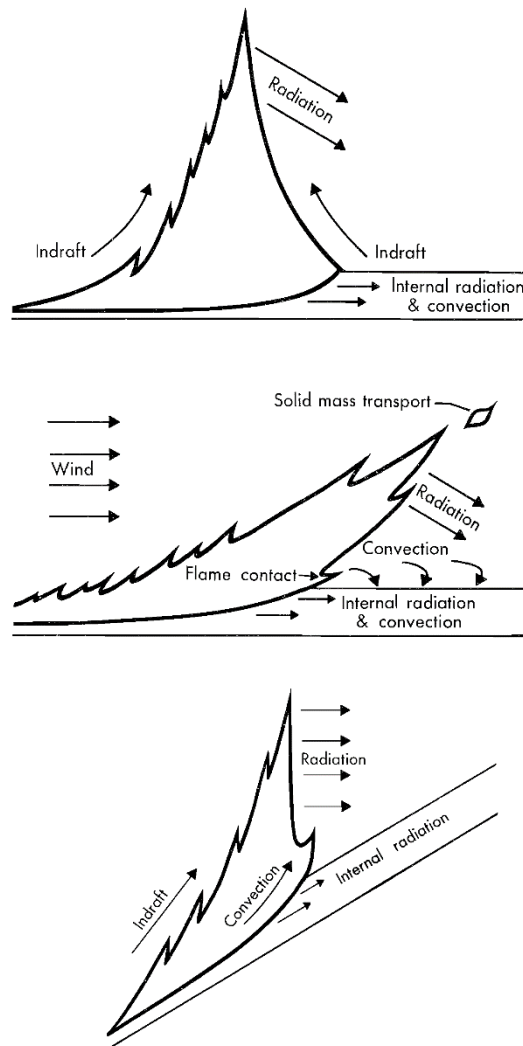 Radiation
Indraft
Indraft
Internal radiation
& convection
Solid mass transport
Wind
Radiation
Convection
Flame contact
Internal radiation
& convection
Radiation
Indraft
Convection
Internal radiation